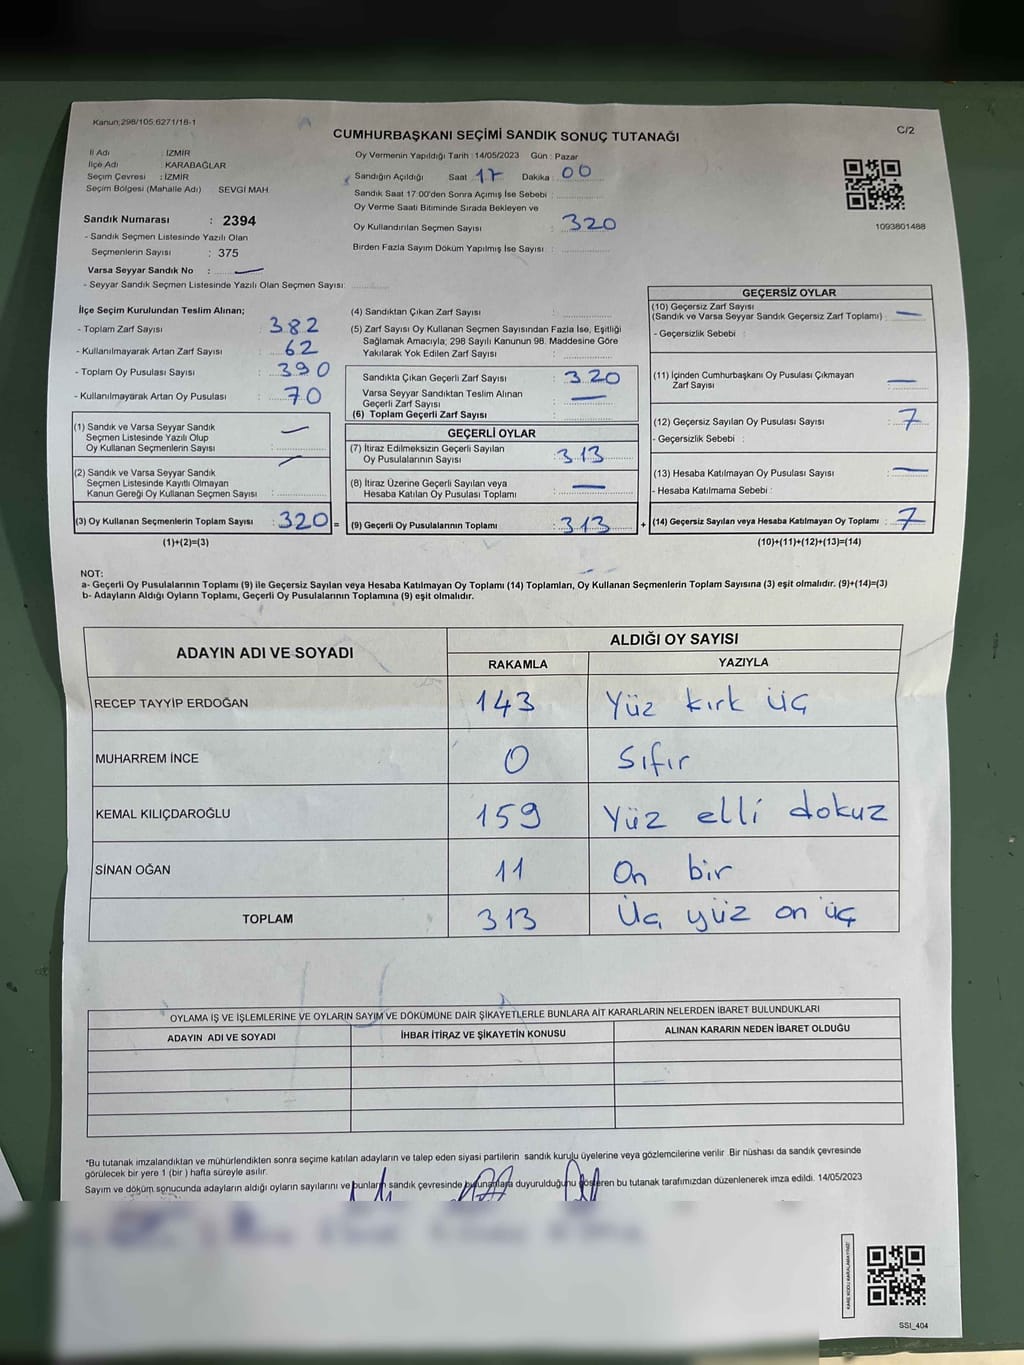 Kanun;298/105;6271/18-1
C/2
CUMHURBAŞKANI SEÇİMİ SANDIK SONUÇ TUTANAĞI
İl Adı : İZMİR
İlçe Adı : KARABAĞLAR
Seçim Çevresi : İZMİR
Seçim Bölgesi (Mahalle Adı) SEVGİ MAH
Oy Vermenin Yapıldığı Tarih : 14/05/2023 Gün : Pazar
Sandığın Açıldığı Saat 17 Dakika : 00
Sandık Saat 17:00'den Sonra Açımış İse Sebebi :
Oy Verme Saati Bitiminde Sırada Bekleyen ve
Oy Kullandırılan Seçmen Sayısı : 320
Birden Fazla Sayım Döküm Yapılmış İse Sayısı :
1093801488
Sandık Numarası : 2394
- Sandık Seçmen Listesinde Yazılı Olan
Seçmenlerin Sayısı : 375
Varsa Seyyar Sandık No : —
- Seyyar Sandık Seçmen Listesinde Yazılı Olan Seçmen Sayısı:
İlçe Seçim Kurulundan Teslim Alınan;
- Toplam Zarf Sayısı : 382
- Kullanılmayarak Artan Zarf Sayısı : 62
- Toplam Oy Pusulası Sayısı : 390
- Kullanılmayarak Artan Oy Pusulası : 70
(1) Sandık ve Varsa Seyyar Sandık
Seçmen Listesinde Yazılı Olup
Oy Kullanan Seçmenlerin Sayısı : —
(2) Sandık ve Varsa Seyyar Sandık
Seçmen Listesinde Kayıtlı Olmayan
Kanun Gereği Oy Kullanan Seçmen Sayısı : —
(3) Oy Kullanan Seçmenlerin Toplam Sayısı : 320 =
(1)+(2)=(3)
(4) Sandıktan Çıkan Zarf Sayısı :
(5) Zarf Sayısı Oy Kullanan Seçmen Sayısından Fazla İse, Eşitliği
Sağlamak Amacıyla; 298 Sayılı Kanunun 98. Maddesine Göre
Yakılarak Yok Edilen Zarf Sayısı :
Sandıkta Çıkan Geçerli Zarf Sayısı : 320
Varsa Seyyar Sandıktan Teslim Alınan
Geçerli Zarf Sayısı : —
(6) Toplam Geçerli Zarf Sayısı :
GEÇERLİ OYLAR
(7) İtiraz Edilmeksizin Geçerli Sayılan
Oy Pusulalarının Sayısı : 313
(8) İtiraz Üzerine Geçerli Sayılan veya
Hesaba Katılan Oy Pusulası Toplamı : —
(9) Geçerli Oy Pusulalarının Toplamı : 313 +
GEÇERSİZ OYLAR
(10) Geçersiz Zarf Sayısı
(Sandık ve Varsa Seyyar Sandık Geçersiz Zarf Toplamı) : —
- Geçersizlik Sebebi :
(11) İçinden Cumhurbaşkanı Oy Pusulası Çıkmayan
Zarf Sayısı : —
(12) Geçersiz Sayılan Oy Pusulası Sayısı : 7
- Geçersizlik Sebebi :
(13) Hesaba Katılmayan Oy Pusulası Sayısı : —
- Hesaba Katılmama Sebebi :
(14) Geçersiz Sayılan veya Hesaba Katılmayan Oy Toplamı : 7
(10)+(11)+(12)+(13)=(14)
NOT:
a- Geçerli Oy Pusulalarının Toplamı (9) ile Geçersiz Sayılan veya Hesaba Katılmayan Oy Toplamı (14) Toplamları, Oy Kullanan Seçmenlerin Toplam Sayısına (3) eşit olmalıdır. (9)+(14)=(3)
b- Adayların Aldığı Oyların Toplamı, Geçerli Oy Pusulalarının Toplamına (9) eşit olmalıdır.
ADAYIN ADI VE SOYADI ALDIĞI OY SAYISI
RAKAMLA YAZIYLA
RECEP TAYYİP ERDOĞAN 143 Yüz kırk üç
MUHARREM İNCE 0 Sıfır
KEMAL KILIÇDAROĞLU 159 Yüz elli dokuz
SİNAN OĞAN 11 On bir
TOPLAM 313 Üç yüz on üç
OYLAMA İŞ VE İŞLEMLERİNE VE OYLARIN SAYIM VE DÖKÜMÜNE DAİR ŞİKAYETLERLE BUNLARA AİT KARARLARIN NELERDEN İBARET BULUNDUKLARI
ADAYIN ADI VE SOYADI İHBAR İTİRAZ VE ŞİKAYETİN KONUSU ALINAN KARARIN NEDEN İBARET OLDUĞU
*Bu tutanak imzalandıktan ve mühürlendikten sonra seçime katılan adayların ve talep eden siyasi partilerin sandık kurulu üyelerine veya gözlemcilerine verilir Bir nüshası da sandık çevresinde
görülecek bir yere 1 (bir ) hafta süreyle asılır.
Sayım ve döküm sonucunda adayların aldığı oyların sayılarını ve bunların sandık çevresinde bulunanlara duyurulduğunu gösteren bu tutanak tarafımızdan düzenlenerek imza edildi. 14/05/2023
KARE KODU KARALAMAYINIZ!
SSI_404